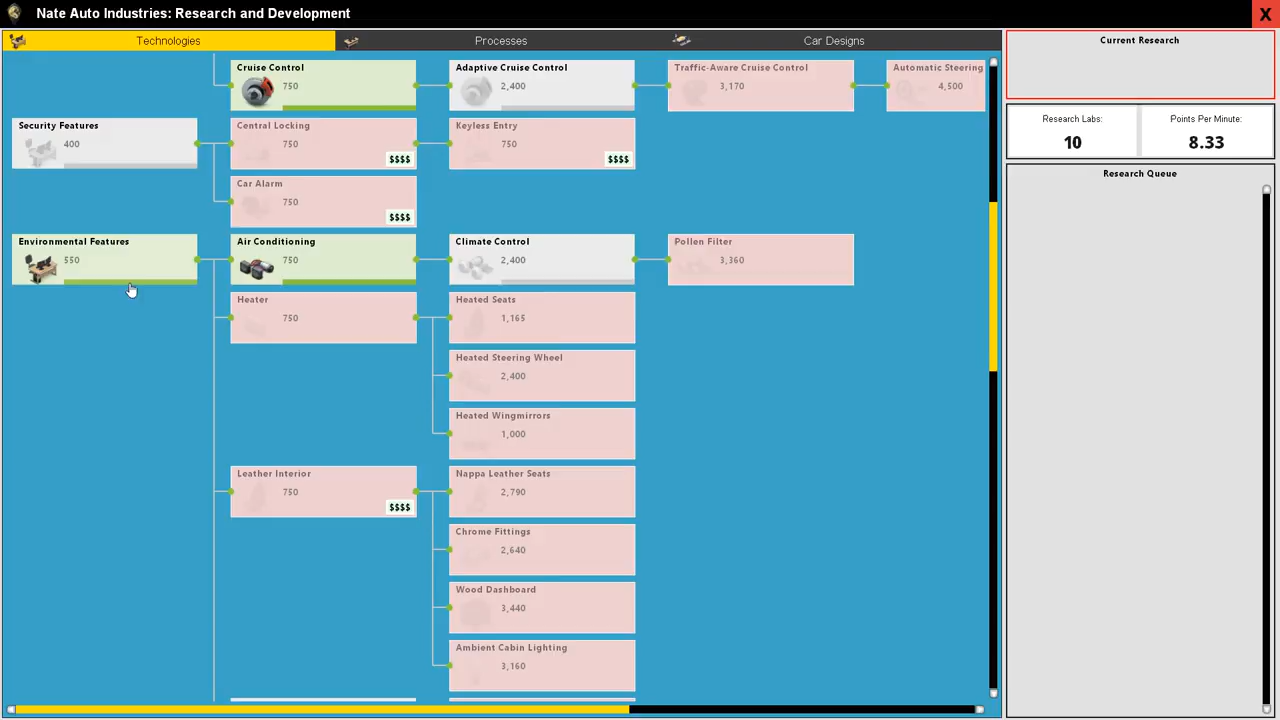 Nate Auto Industries: Research and Development
X
Technologies
Processes
Car Designs
Current Research
Cruise Control
750
Adaptive Cruise Control
2,400
Traffic-Aware Cruise Control
3,170
Automatic Steering
4,500
Research Labs:
10
Points Per Minute:
8.33
Research Queue
Security Features
400
Central Locking
750
$$$$
Keyless Entry
750
$$$$
Car Alarm
750
$$$$
Environmental Features
550
Air Conditioning
750
Climate Control
2,400
Pollen Filter
3,360
Heater
750
Heated Seats
1,165
Heated Steering Wheel
2,400
Heated Wingmirrors
1,000
Leather Interior
750
$$$$
Nappa Leather Seats
2,790
Chrome Fittings
2,640
Wood Dashboard
3,440
Ambient Cabin Lighting
3,160